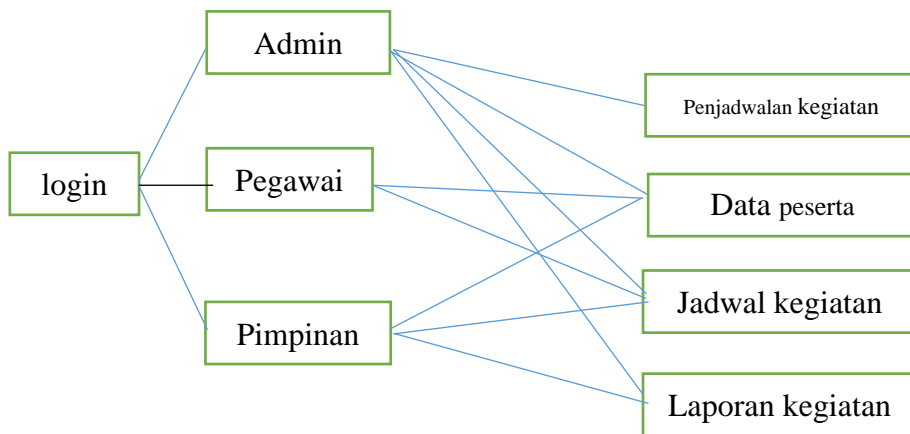 login
Admin
Pegawai
Pimpinan
Penjadwalan kegiatan
Data peserta
Jadwal kegiatan
Laporan kegiatan